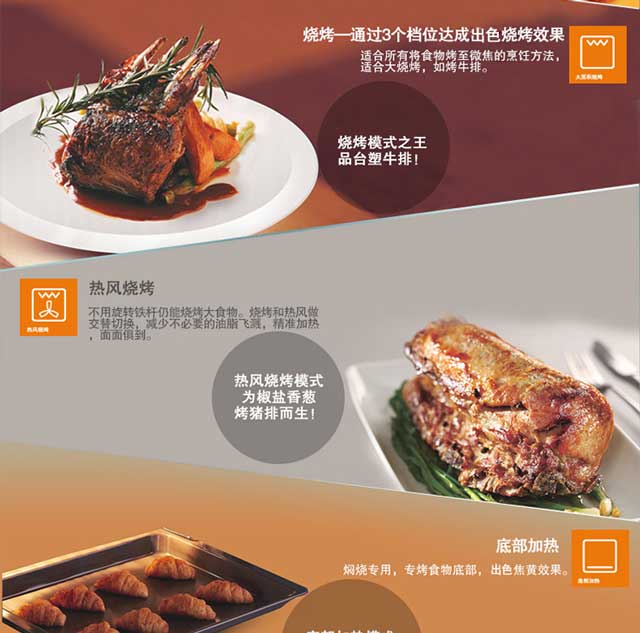 烧烤—通过3个档位达成出色烧烤效果
适合所有将食物烤至微焦的烹饪方法，
适合大烧烤，如烤牛排。
大面积烧烤
烧烤模式之王
品台塑牛排！
热风烧烤
热风烧烤
不用旋转铁杆仍能烧烤大食物。烧烤和热风做
交替切换，减少不必要的油脂飞溅，精准加热
，面面俱到。
热风烧烤模式
为椒盐香葱
烤猪排而生！
底部加热
焖烧专用，专烤食物底部，出色焦黄效果。
底部加热